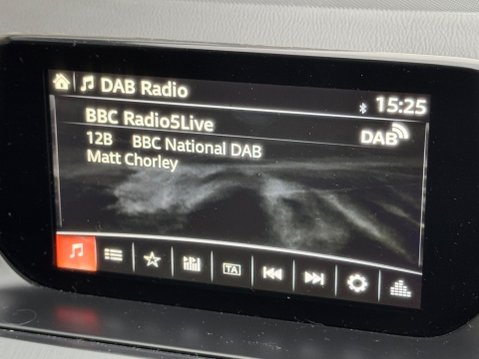 DAB Radio 15:25
BBC Radio5Live DAB
12B BBC National DAB
Matt Chorley
TA